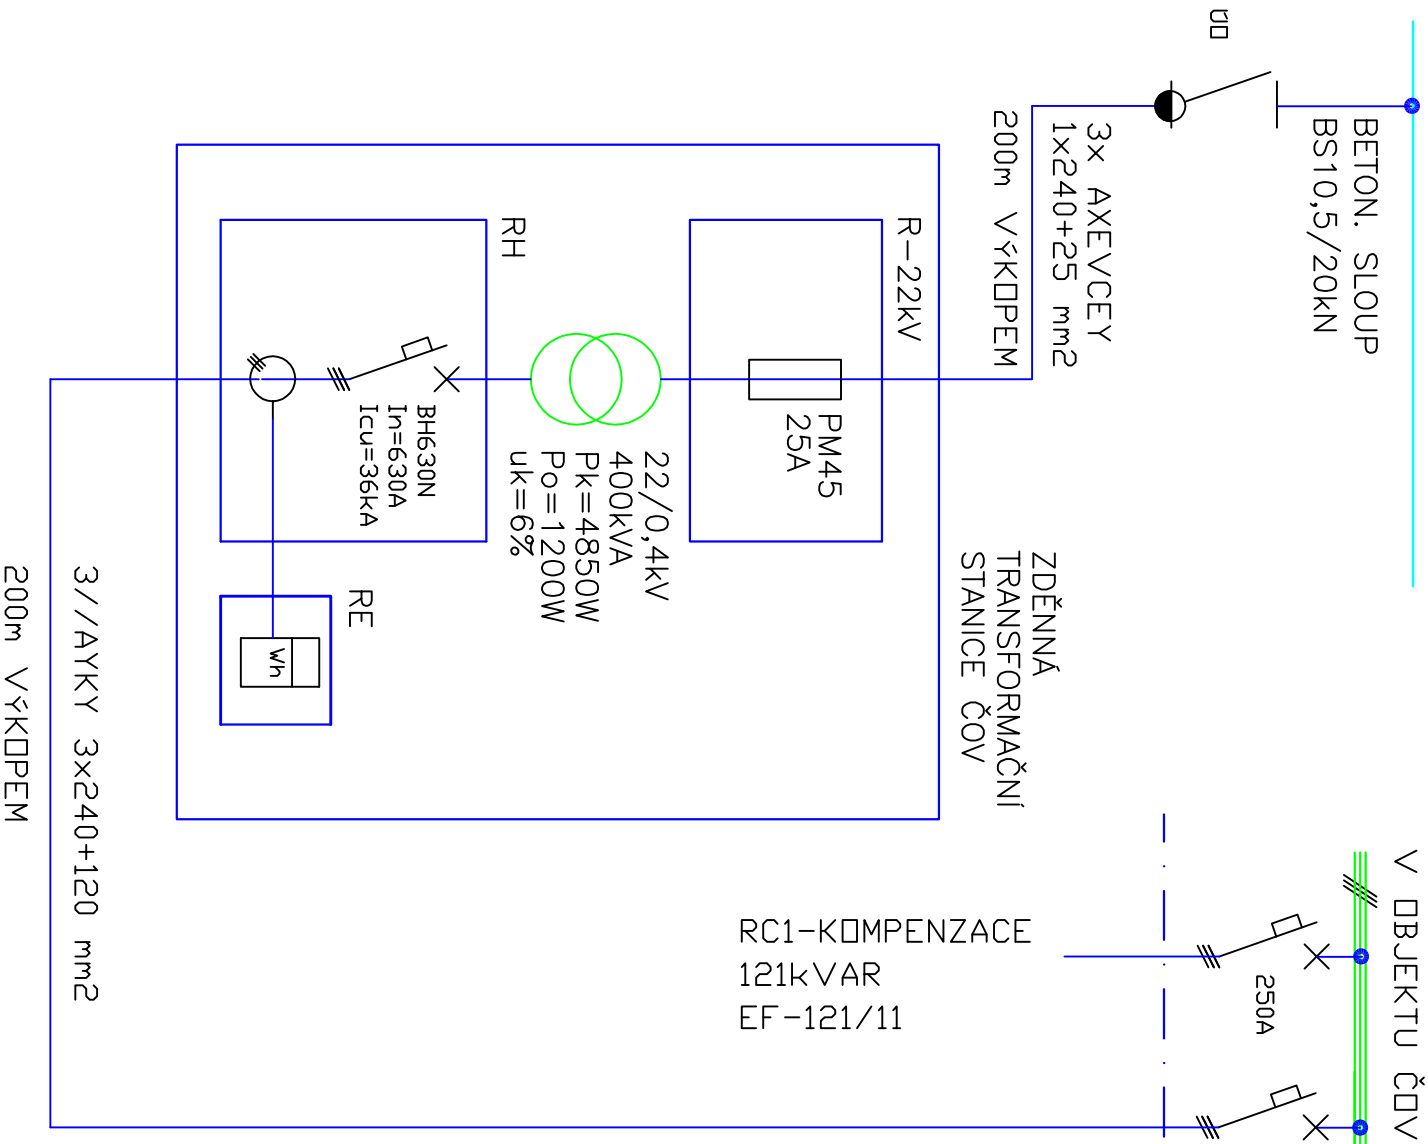 ÚO
BETON. SLOUP
BS10,5/20kN
3x AXEVCEY
1x240+25 mm2
200m VÝKOPEM
R-22kV
PM45
25A
RH
22/0,4kV
400kVA
Pk=4850W
Po=1200W
uk=6%
BH630N
In=630A
Icu=36kA
RE
Wh
ZDĚNNÁ
TRANSFORMAČNÍ
STANICE ČOV
3//AYKY 3x240+120 mm2
200m VÝKOPEM
V OBJEKTU ČOV
250A
RC1-KOMPENZACE
121kVAR
EF-121/11